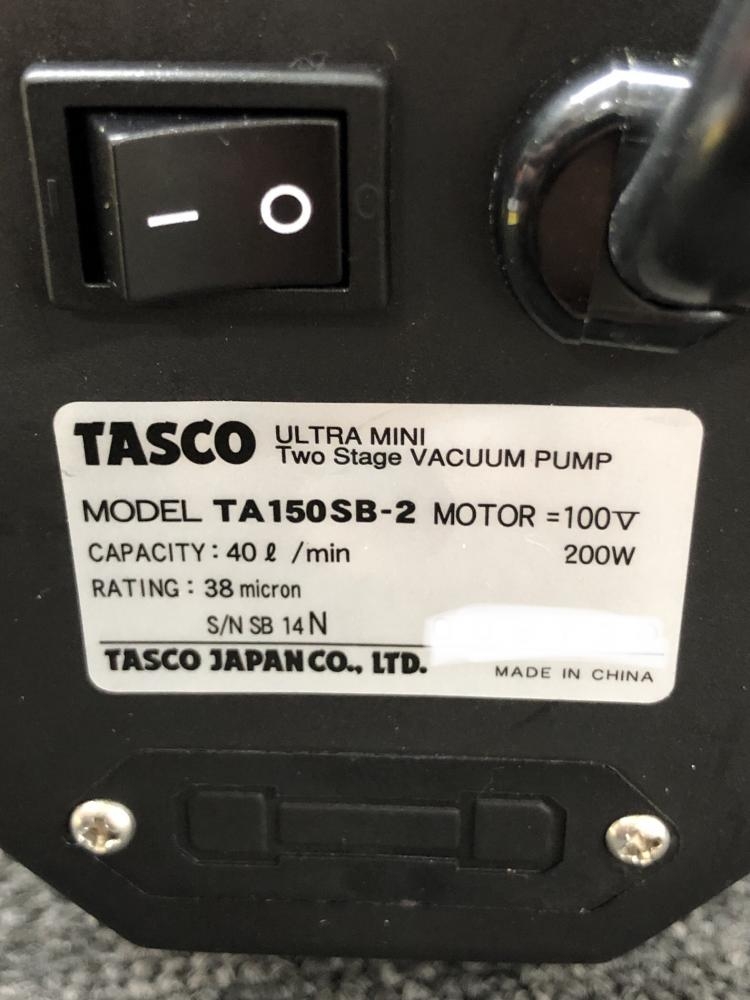 TASCO ULTRA MINI
Two Stage VACUUM PUMP
MODEL TA150SB-2 MOTOR =100V
CAPACITY : 40 ℓ /min 200W
RATING : 38 micron
S/N SB 14N
TASCO JAPAN CO., LTD. MADE IN CHINA